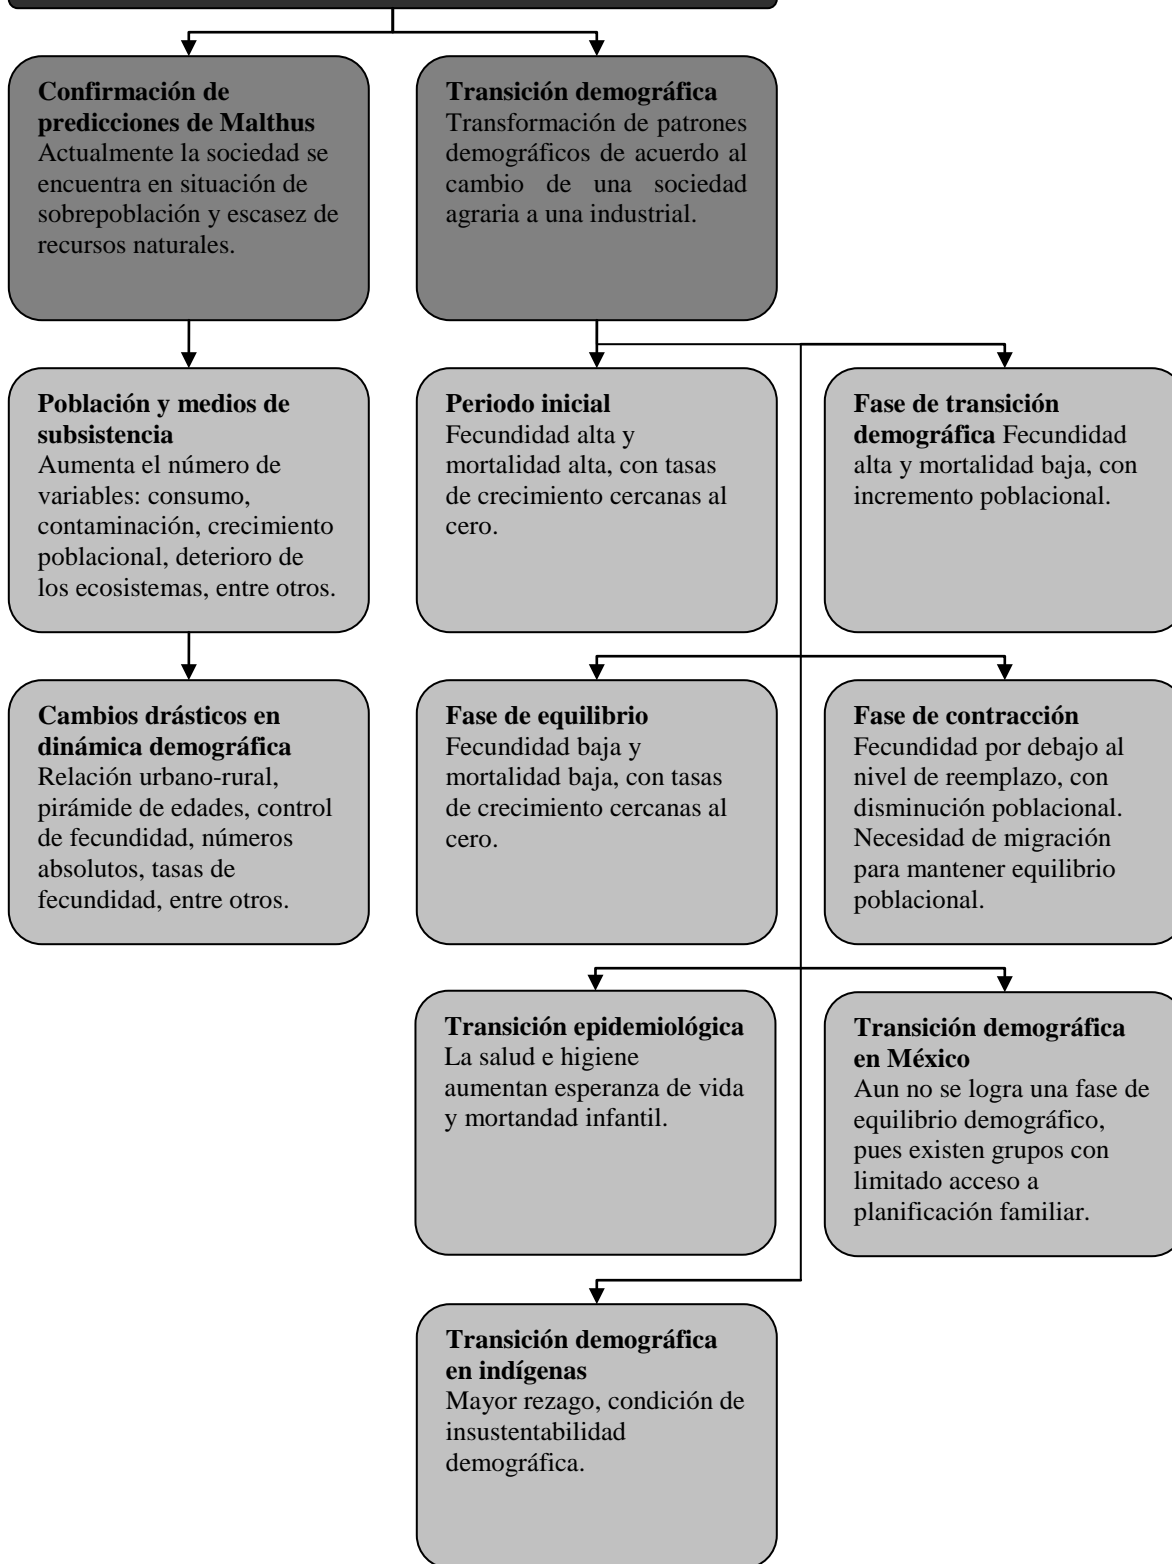 Confirmación de
predicciones de Malthus
Actualmente la sociedad se
encuentra en situación de
sobrepoblación y escasez de
recursos naturales.
Transición demográfica
Transformación de patrones
demográficos de acuerdo al
cambio de una sociedad
agraria a una industrial.
Población y medios de
subsistencia
Aumenta el número de
variables: consumo,
contaminación, crecimiento
poblacional, deterioro de
los ecosistemas, entre otros.
Periodo inicial
Fecundidad alta y
mortalidad alta, con tasas
de crecimiento cercanas al
cero.
Fase de transición
demográfica Fecundidad
alta y mortalidad baja, con
incremento poblacional.
Cambios drásticos en
dinámica demográfica
Relación urbano-rural,
pirámide de edades, control
de fecundidad, números
absolutos, tasas de
fecundidad, entre otros.
Fase de equilibrio
Fecundidad baja y
mortalidad baja, con tasas
de crecimiento cercanas al
cero.
Fase de contracción
Fecundidad por debajo al
nivel de reemplazo, con
disminución poblacional.
Necesidad de migración
para mantener equilibrio
poblacional.
Transición epidemiológica
La salud e higiene
aumentan esperanza de vida
y mortandad infantil.
Transición demográfica
en México
Aun no se logra una fase de
equilibrio demográfico,
pues existen grupos con
limitado acceso a
planificación familiar.
Transición demográfica
en indígenas
Mayor rezago, condición de
insustentabilidad
demográfica.